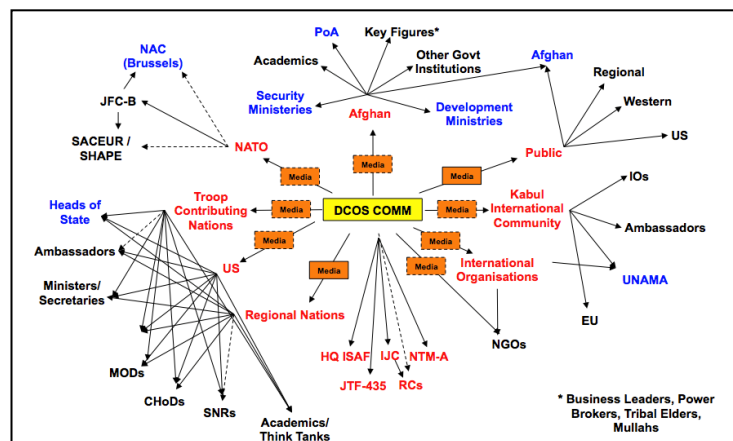 NAC
(Brussels)
JFC-B
SACEUR /
SHAPE
NATO
PoA
Key Figures*
Academics
Other Govt
Institutions
Security
Ministeries
Afghan
Development
Ministries
Afghan
Regional
Western
US
Public
Media
Media
Media
Heads of
State
Troop
Contributing
Nations
Media
DCOS COMM
Media
Kabul
International
Community
IOs
Ambassadors
UNAMA
EU
Ambassadors
Ministers/
Secretaries
US
Media
Media
Media
Media
International
Organisations
Regional Nations
NGOs
MODs
CHoDs
SNRs
Academics/
Think Tanks
HQ ISAF
IJC
NTM-A
JTF-435
RCs
* Business Leaders, Power
Brokers, Tribal Elders,
Mullahs